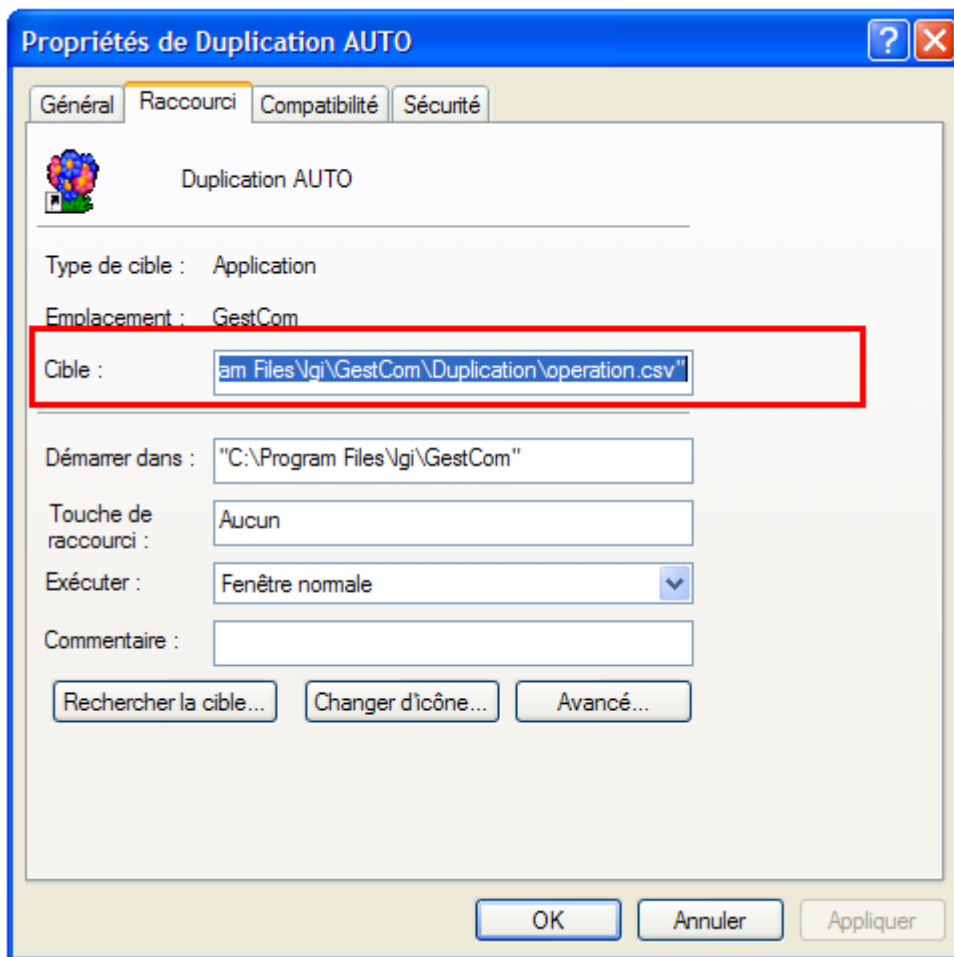 Propriétés de Duplication AUTO
Général Raccourci Compatibilité Sécurité
Duplication AUTO
Type de cible : Application
Emplacement : GestCom
Cible : am Files\lgi\GestCom\Duplication\operation.csv"
Démarrer dans : "C:\Program Files\lgi\GestCom"
Touche de
raccourci : Aucun
Exécuter : Fenêtre normale
Commentaire :
Rechercher la cible... Changer d'icône... Avancé...
OK Annuler Appliquer